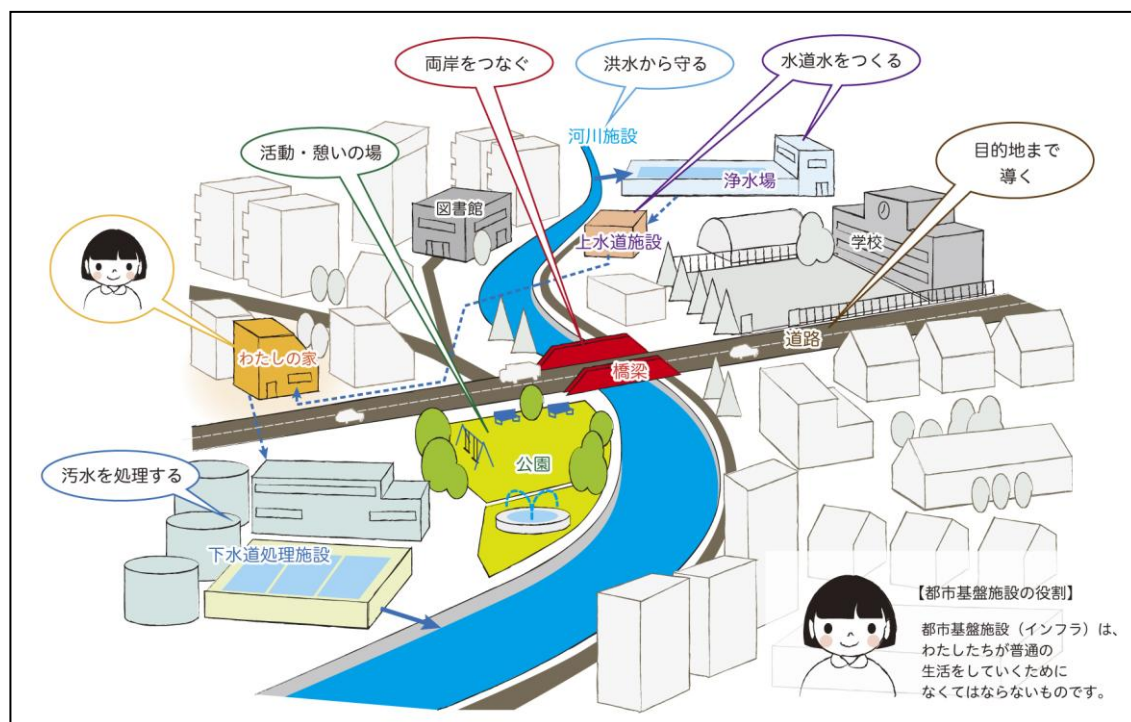 両岸をつなぐ
洪水から守る
水道水をつくる
河川施設
活動・憩いの場
目的地まで
導く
浄水場
図書館
上水道施設
学校
道路
わたしの家
橋梁
公園
汚水を処理する
下水道処理施設
【都市基盤施設の役割】
都市基盤施設（インフラ）は、
わたしたちが普通の
生活をしていくために
なくてはならないものです。